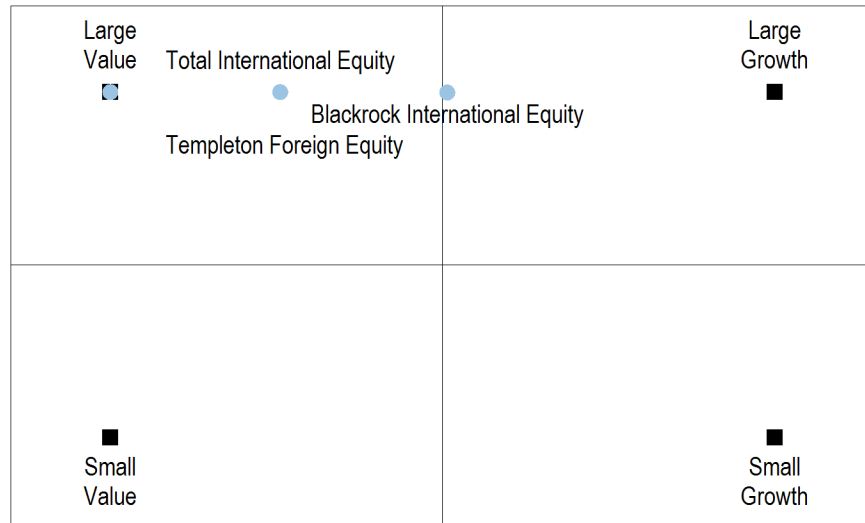 Large
Value
Total International Equity
Large
Growth
Blackrock International Equity
Templeton Foreign Equity
Small
Value
Small
Growth